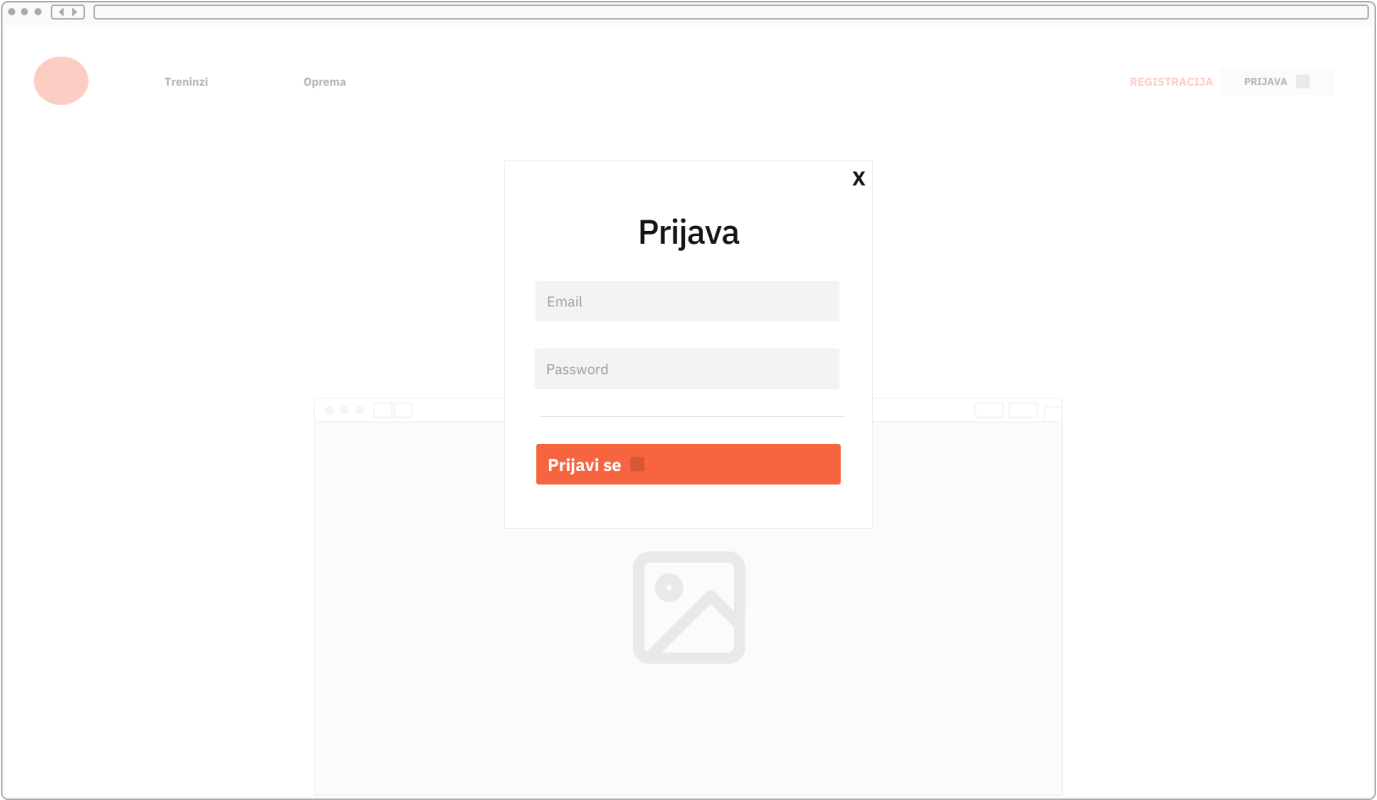 Treninzi
Oprema
REGISTRACIJA
PRIJAVA
X
Prijava
Email
Password
Prijavi se